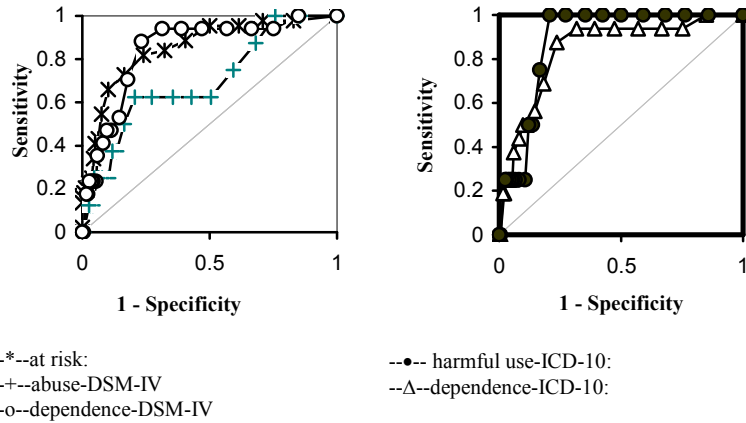 1
0.8
0.6
0.4
0.2
0
Sensitivity
0
0.5
1
1 - Specificity
1
0.8
0.6
0.4
0.2
0
Sensitivity
0
0.5
1
1 - Specificity
-*--at risk:
-+--abuse-DSM-IV
-o--dependence-DSM-IV
--●-- harmful use-ICD-10:
--Δ--dependence-ICD-10: